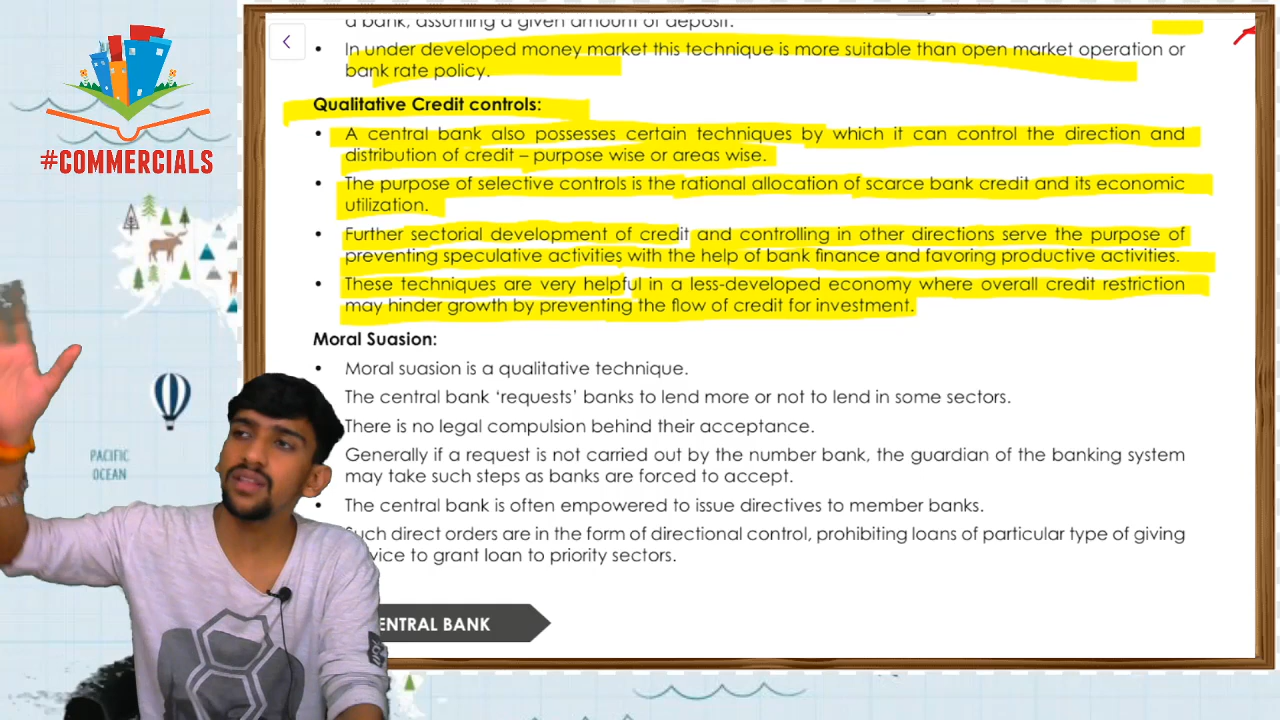 a bank, assuming a given amount of deposit.
• In under developed money market this technique is more suitable than open market operation or
bank rate policy.
#COMMERCIALS
Qualitative Credit controls:
• A central bank also possesses certain techniques by which it can control the direction and
distribution of credit – purpose wise or areas wise.
• The purpose of selective controls is the rational allocation of scarce bank credit and its economic
utilization.
• Further sectorial development of credit and controlling in other directions serve the purpose of
preventing speculative activities with the help of bank finance and favoring productive activities.
• These techniques are very helpful in a less-developed economy where overall credit restriction
may hinder growth by preventing the flow of credit for investment.
Moral Suasion:
• Moral suasion is a qualitative technique.
The central bank ‘requests’ banks to lend more or not to lend in some sectors.
There is no legal compulsion behind their acceptance.
Generally if a request is not carried out by the number bank, the guardian of the banking system
may take such steps as banks are forced to accept.
The central bank is often empowered to issue directives to member banks.
uch direct orders are in the form of directional control, prohibiting loans of particular type of giving
vice to grant loan to priority sectors.
PACIFIC
OCEAN
ENTRAL BANK